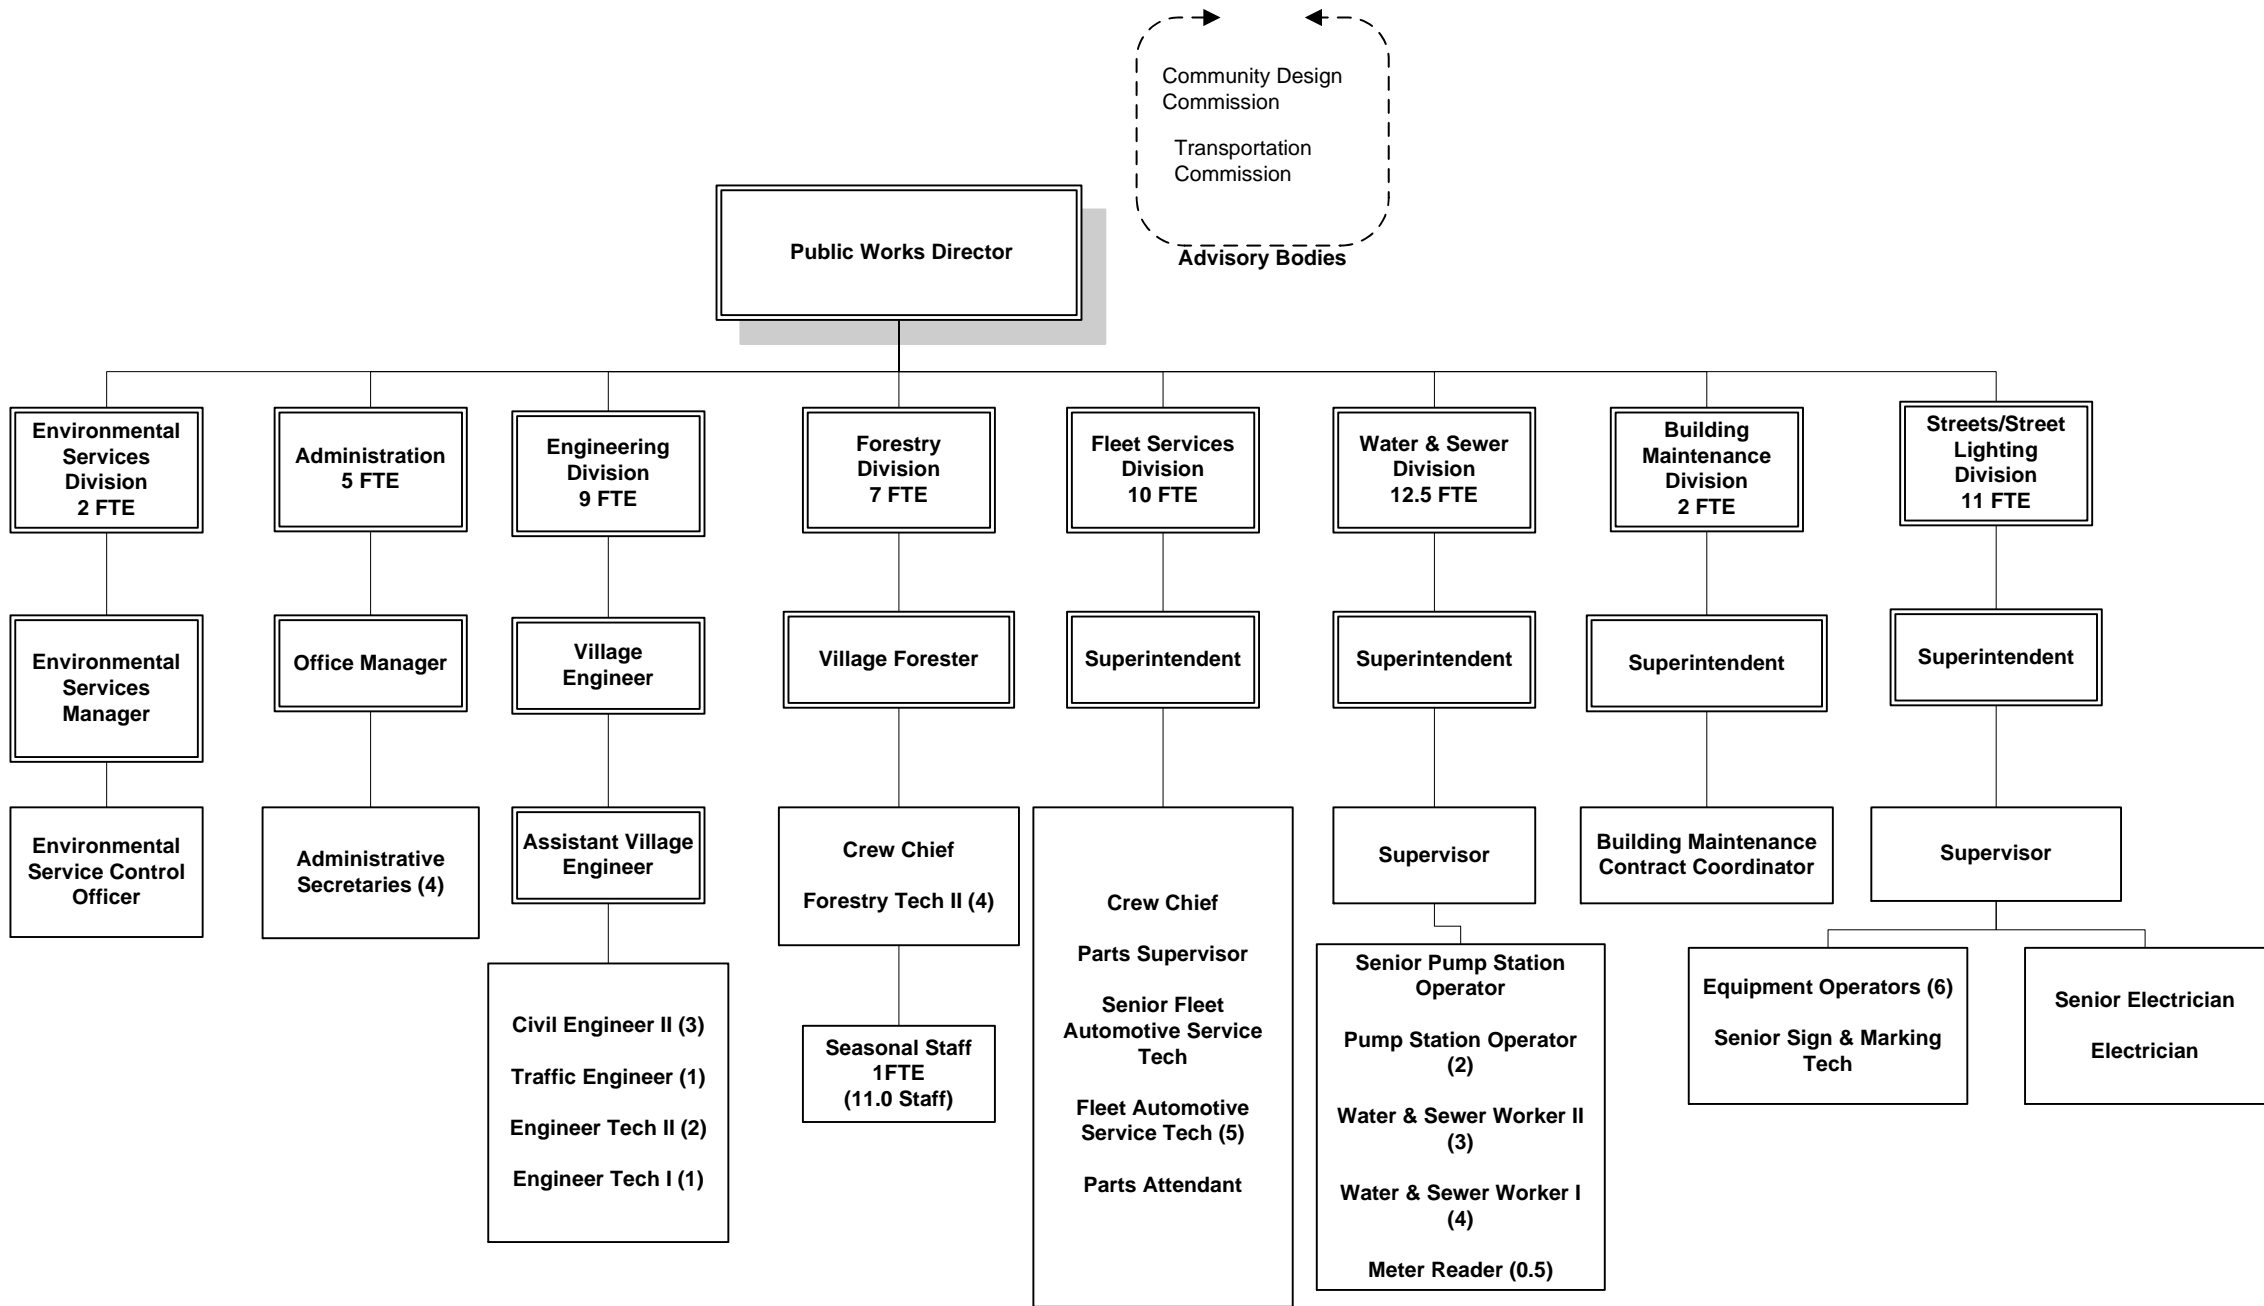 Community Design
Commission
Transportation
Commission
Advisory Bodies
Public Works Director
Environmental
Services
Division
2 FTE
Administration
5 FTE
Engineering
Division
9 FTE
Forestry
Division
7 FTE
Fleet Services
Division
10 FTE
Water & Sewer
Division
12.5 FTE
Building
Maintenance
Division
2 FTE
Streets/Street
Lighting
Division
11 FTE
Environmental
Services
Manager
Office Manager
Village
Engineer
Village Forester
Superintendent
Superintendent
Superintendent
Superintendent
Environmental
Service Control
Officer
Administrative
Secretaries (4)
Assistant Village
Engineer
Crew Chief
Forestry Tech II (4)
Crew Chief
Parts Supervisor
Senior Fleet
Automotive Service
Tech
Fleet Automotive
Service Tech (5)
Parts Attendant
Supervisor
Building Maintenance
Contract Coordinator
Supervisor
Civil Engineer II (3)
Traffic Engineer (1)
Engineer Tech II (2)
Engineer Tech I (1)
Seasonal Staff
1FTE
(11.0 Staff)
Senior Pump Station
Operator
Pump Station Operator
(2)
Water & Sewer Worker II
(3)
Water & Sewer Worker I
(4)
Meter Reader (0.5)
Equipment Operators (6)
Senior Sign & Marking
Tech
Senior Electrician
Electrician